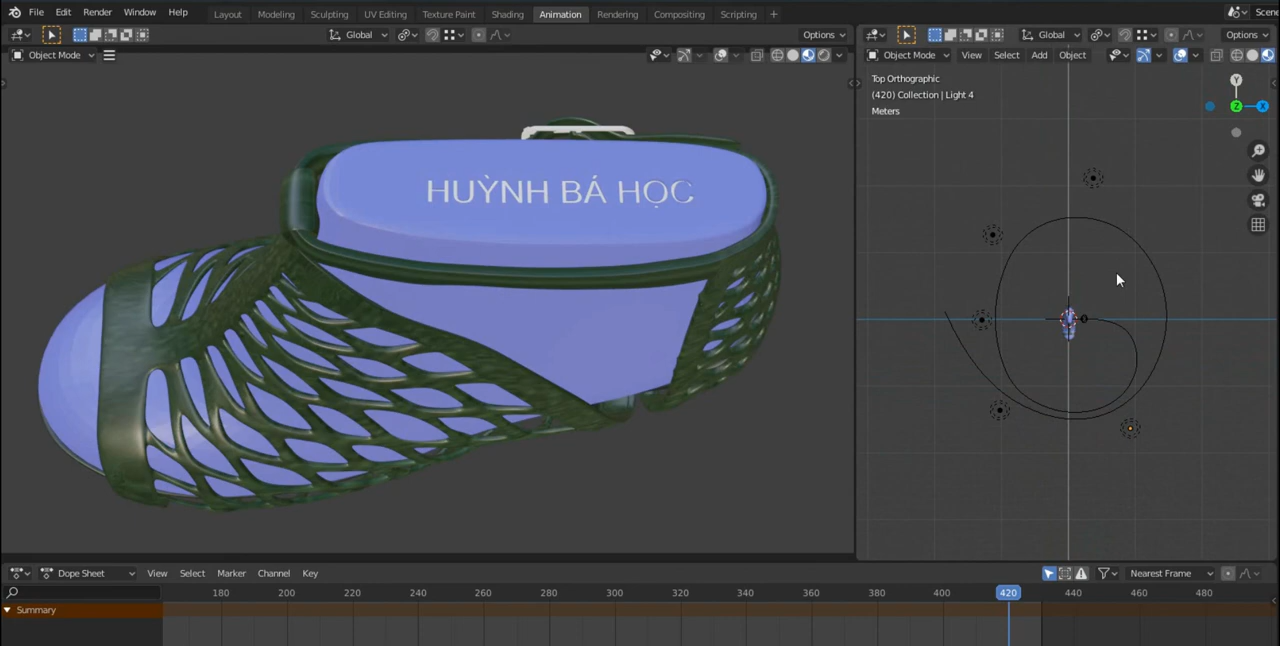 File Edit Render Window Help
Layout Modeling Sculpting UV Editing Texture Paint Shading Animation Rendering Compositing Scripting +
Scene
Global Options
Global Options
Object Mode
Object Mode View Select Add Object
Top Orthographic
(420) Collection | Light 4
Meters
Y
Z
X
HUỲNH BÁ HỌC
Dope Sheet View Select Marker Channel Key Nearest Frame
180 200 220 240 260 280 300 320 340 360 380 400 420 440 460 480
Summary